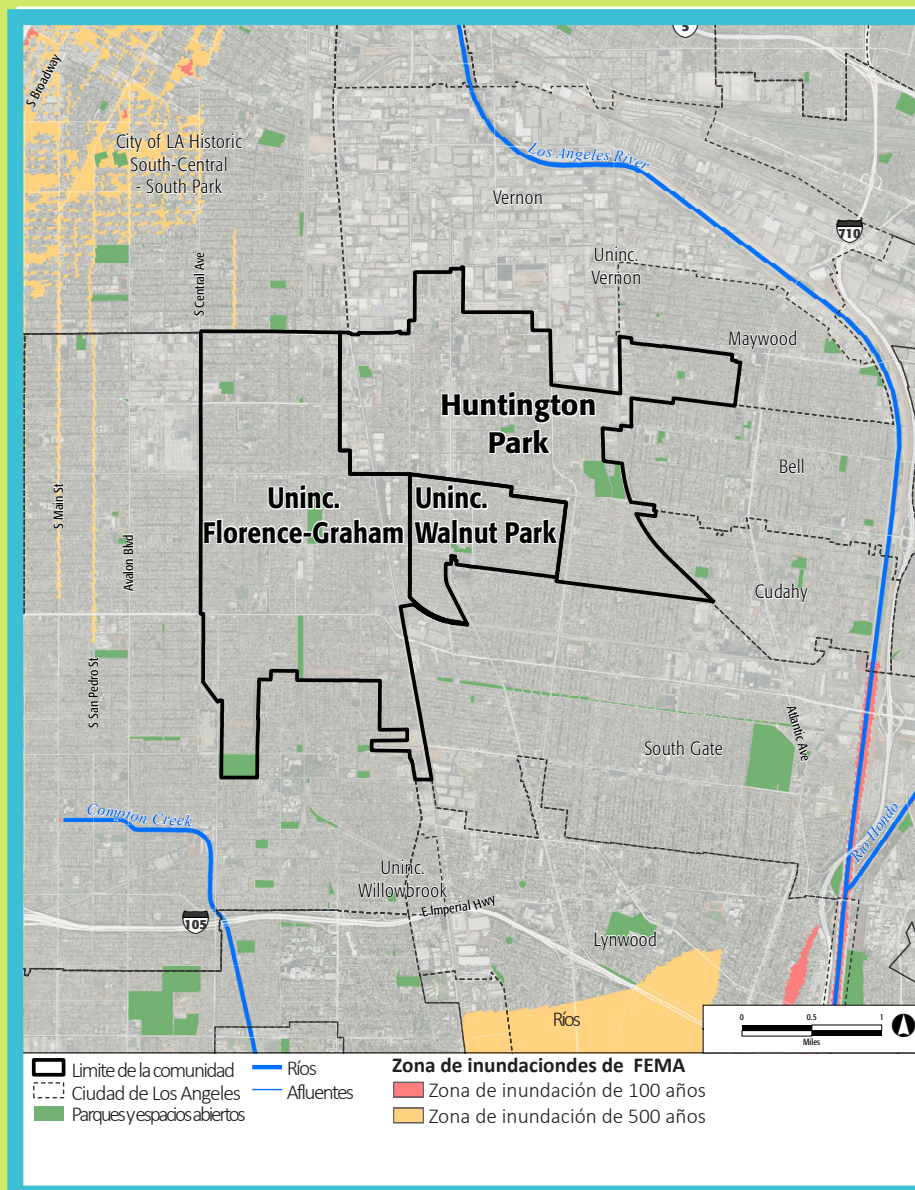 5
S Broadway
City of LA Historic
South-Central
- South Park
Los Angeles River
Vernon
710
Uninc.
Vernon
S Central Ave
Maywood
Huntington
Park
Bell
Uninc.
Florence-Graham
Uninc.
Walnut Park
S Main St
Avalon Blvd
Cudahy
S San Pedro St
Atlantic Ave
South Gate
Compton Creek
Rio Hondo
Uninc.
Willowbrook
E Imperial Hwy
105
Lynwood
Ríos
0 0.5 1
Miles
Limite de la comunidad
Ciudad de Los Angeles
Parques y espacios abiertos
Ríos
Afluentes
Zona de inundaciondes de FEMA
Zona de inundación de 100 años
Zona de inundación de 500 años